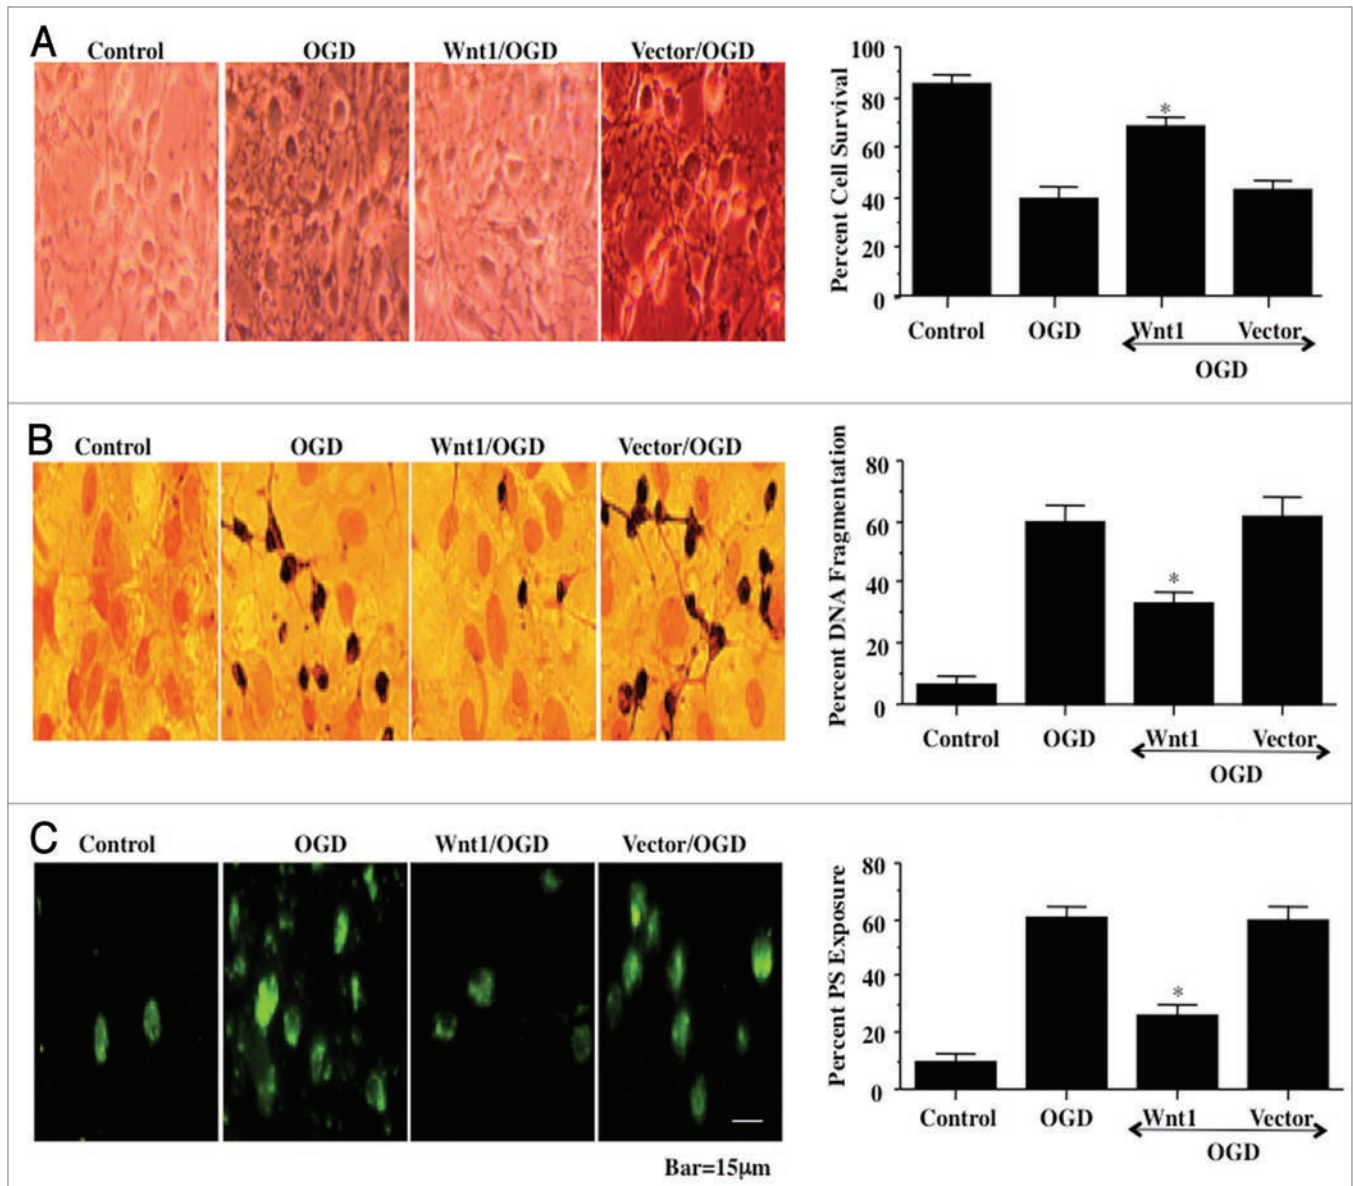 A
Control OGD Wnt1/OGD Vector/OGD
Percent Cell Survival
100
80
60
40
20
0
Control OGD Wnt1 Vector
OGD
B
Control OGD Wnt1/OGD Vector/OGD
Percent DNA Fragmentation
80
60
40
20
0
*
Control OGD Wnt1 Vector
OGD
C
Control OGD Wnt1/OGD Vector/OGD
Percent PS Exposure
80
60
40
20
0
*
Control OGD Wnt1 Vector
OGD
Bar=15μm